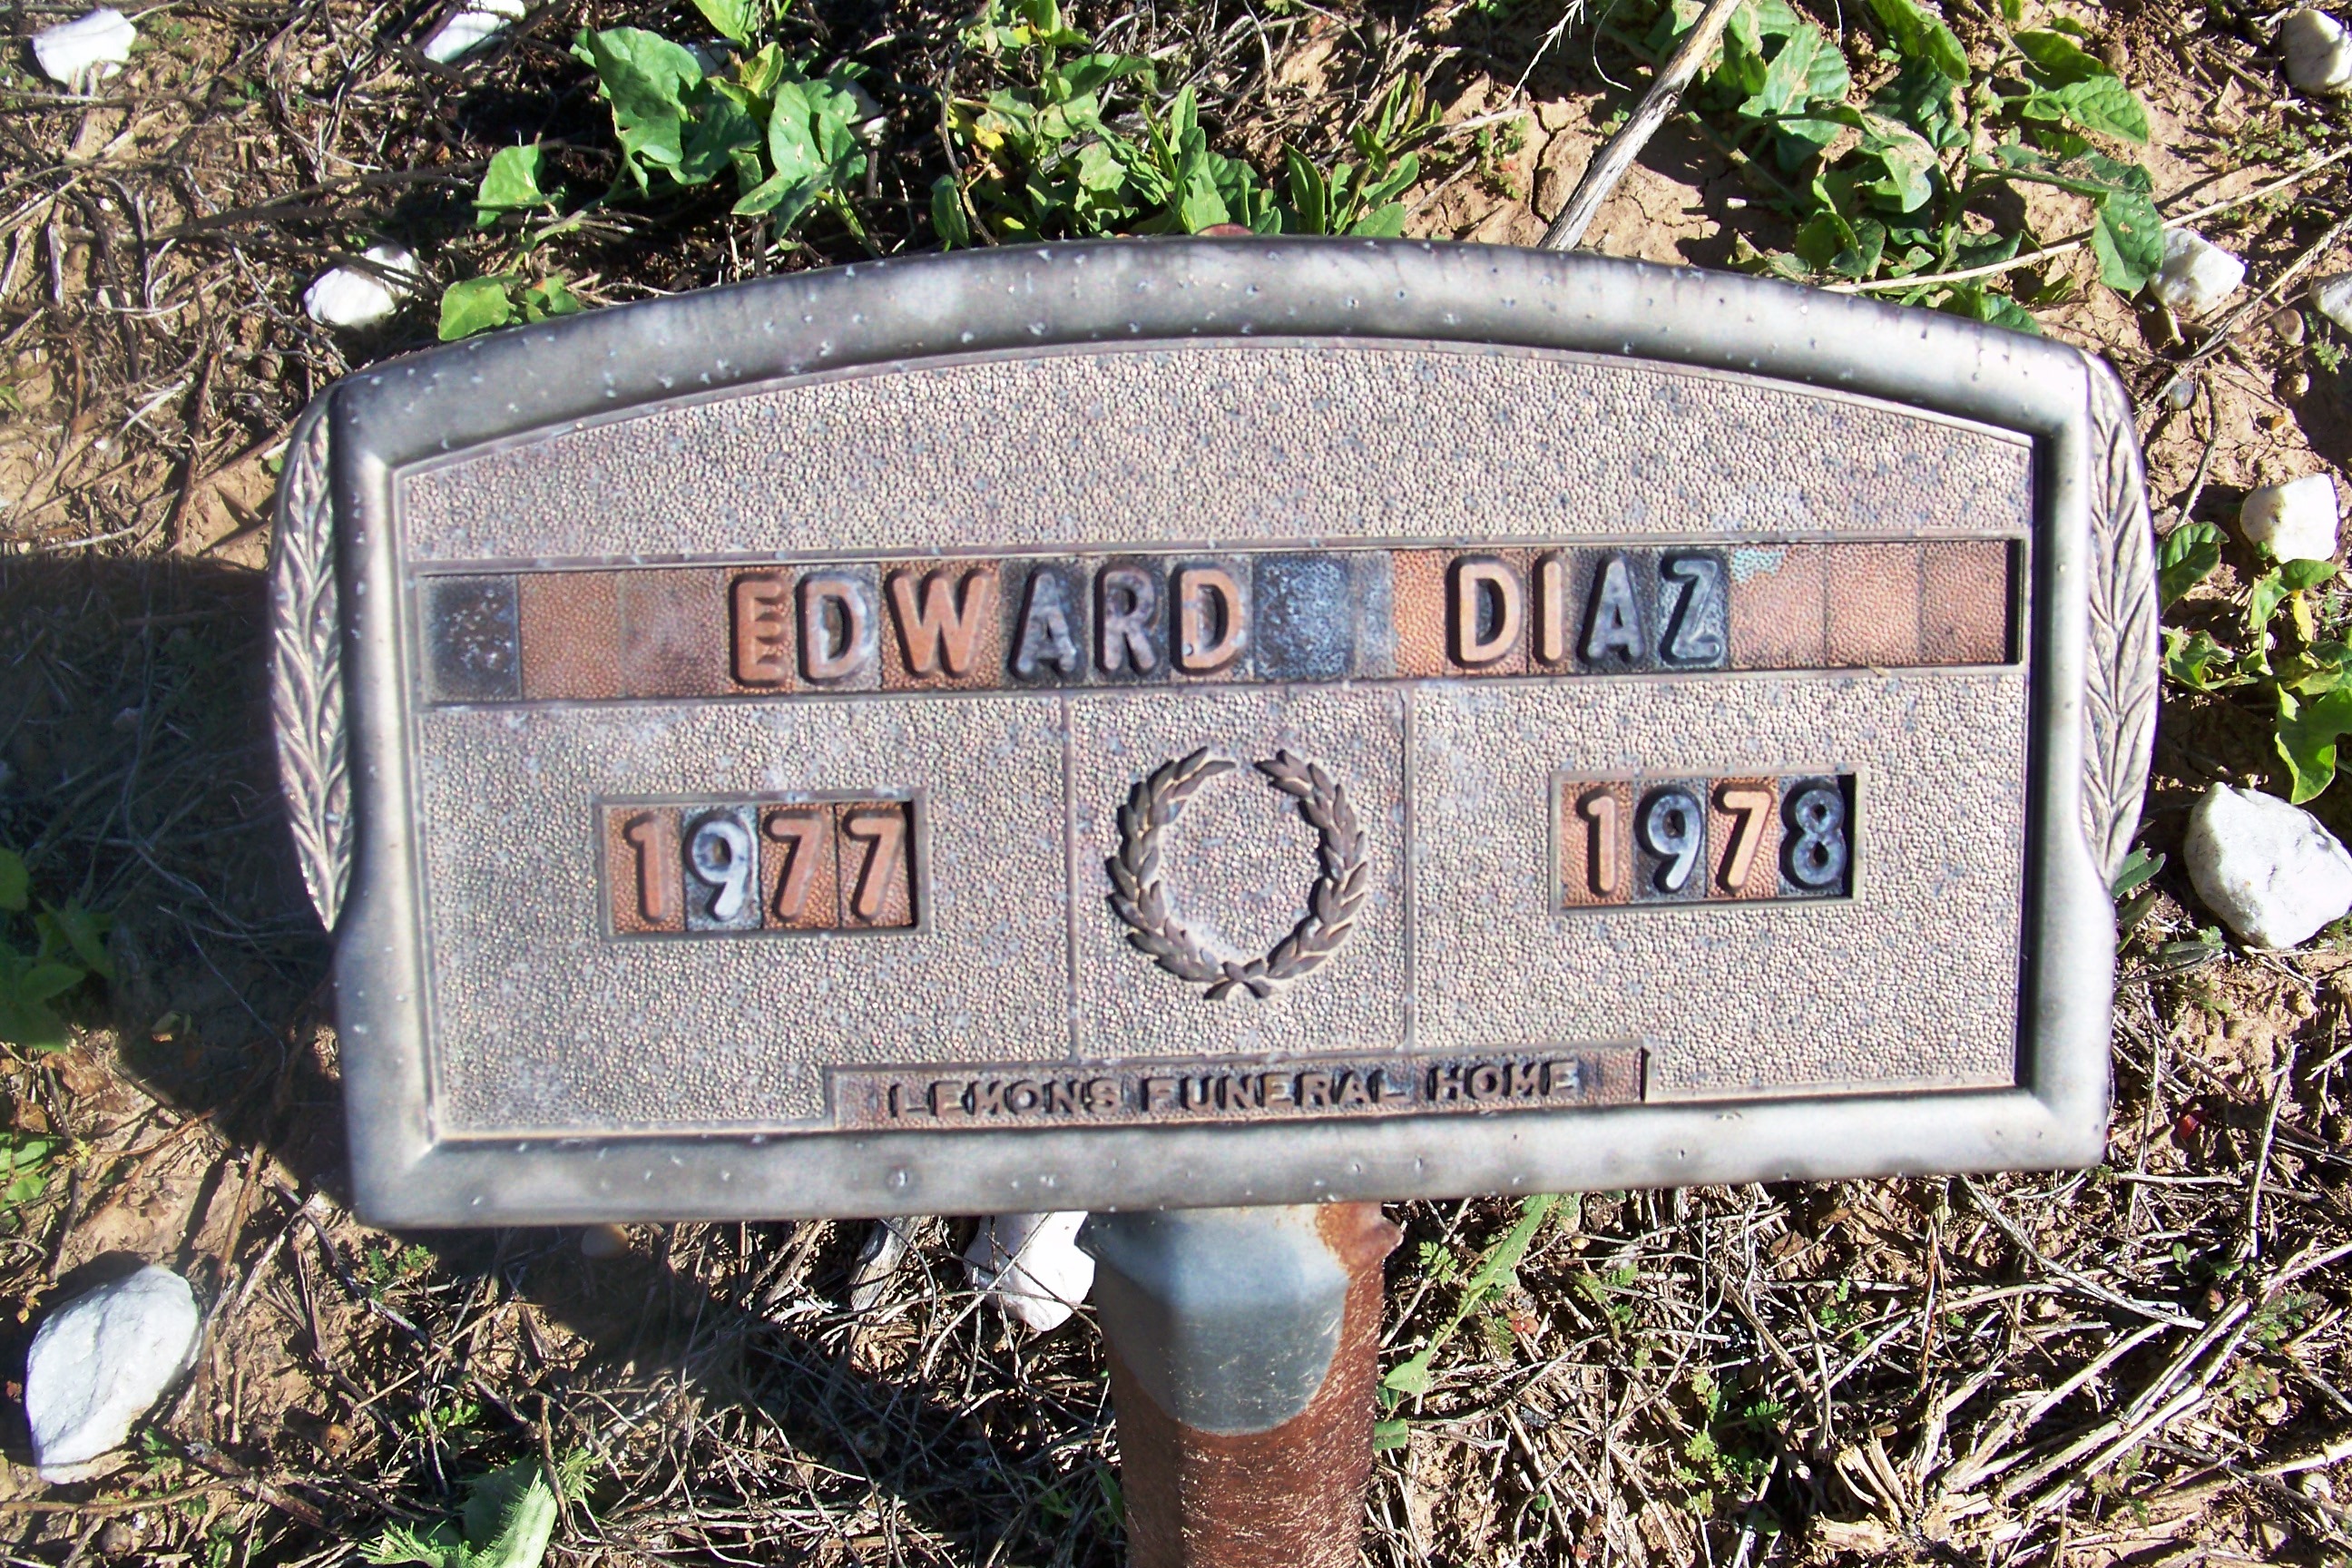 EDWARD DIAZ
1977 1978
LEMONS FUNERAL HOME